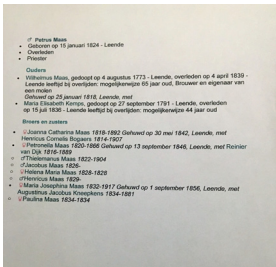 ♂ Petrus Maas
• Geboren op 15 januari 1824 - Leende
• Overleden
• Priester
Ouders
• Wilhelmus Maas, gedoopt op 4 augustus 1773 - Leende, overleden op 4 april 1839 -
Leende leeftijd bij overlijden: mogelijkerwijze 65 jaar oud, Brouwer en eigenaar van
een molen
Gehuwd op 25 januari 1818, Leende, met
• Maria Elisabeth Kemps, gedoopt op 27 september 1791 - Leende, overleden
op 15 juli 1836 - Leende leeftijd bij overlijden: mogelijkerwijze 44 jaar oud
Broers en zusters
• ♀Joanna Catharina Maas 1818-1892 Gehuwd op 30 mei 1842, Leende, met
Henricus Cornelis Bogaers 1814-1907
• ♀Petronella Maas 1820-1866 Gehuwd op 13 september 1846, Leende, met Reinier
van Dijk 1816-1889
○ ♂Thielemanus Maas 1822-1904
○ ♂Jacobus Maas 1826-
○ ♀Helena Maria Maas 1828-1828
○ ♂Henricus Maas 1829-
• ♀Maria Josephina Maas 1832-1917 Gehuwd op 1 september 1856, Leende, met
Augustinus Jacobus Kneepkens 1834-1881
○ ♀Paulina Maas 1834-1834